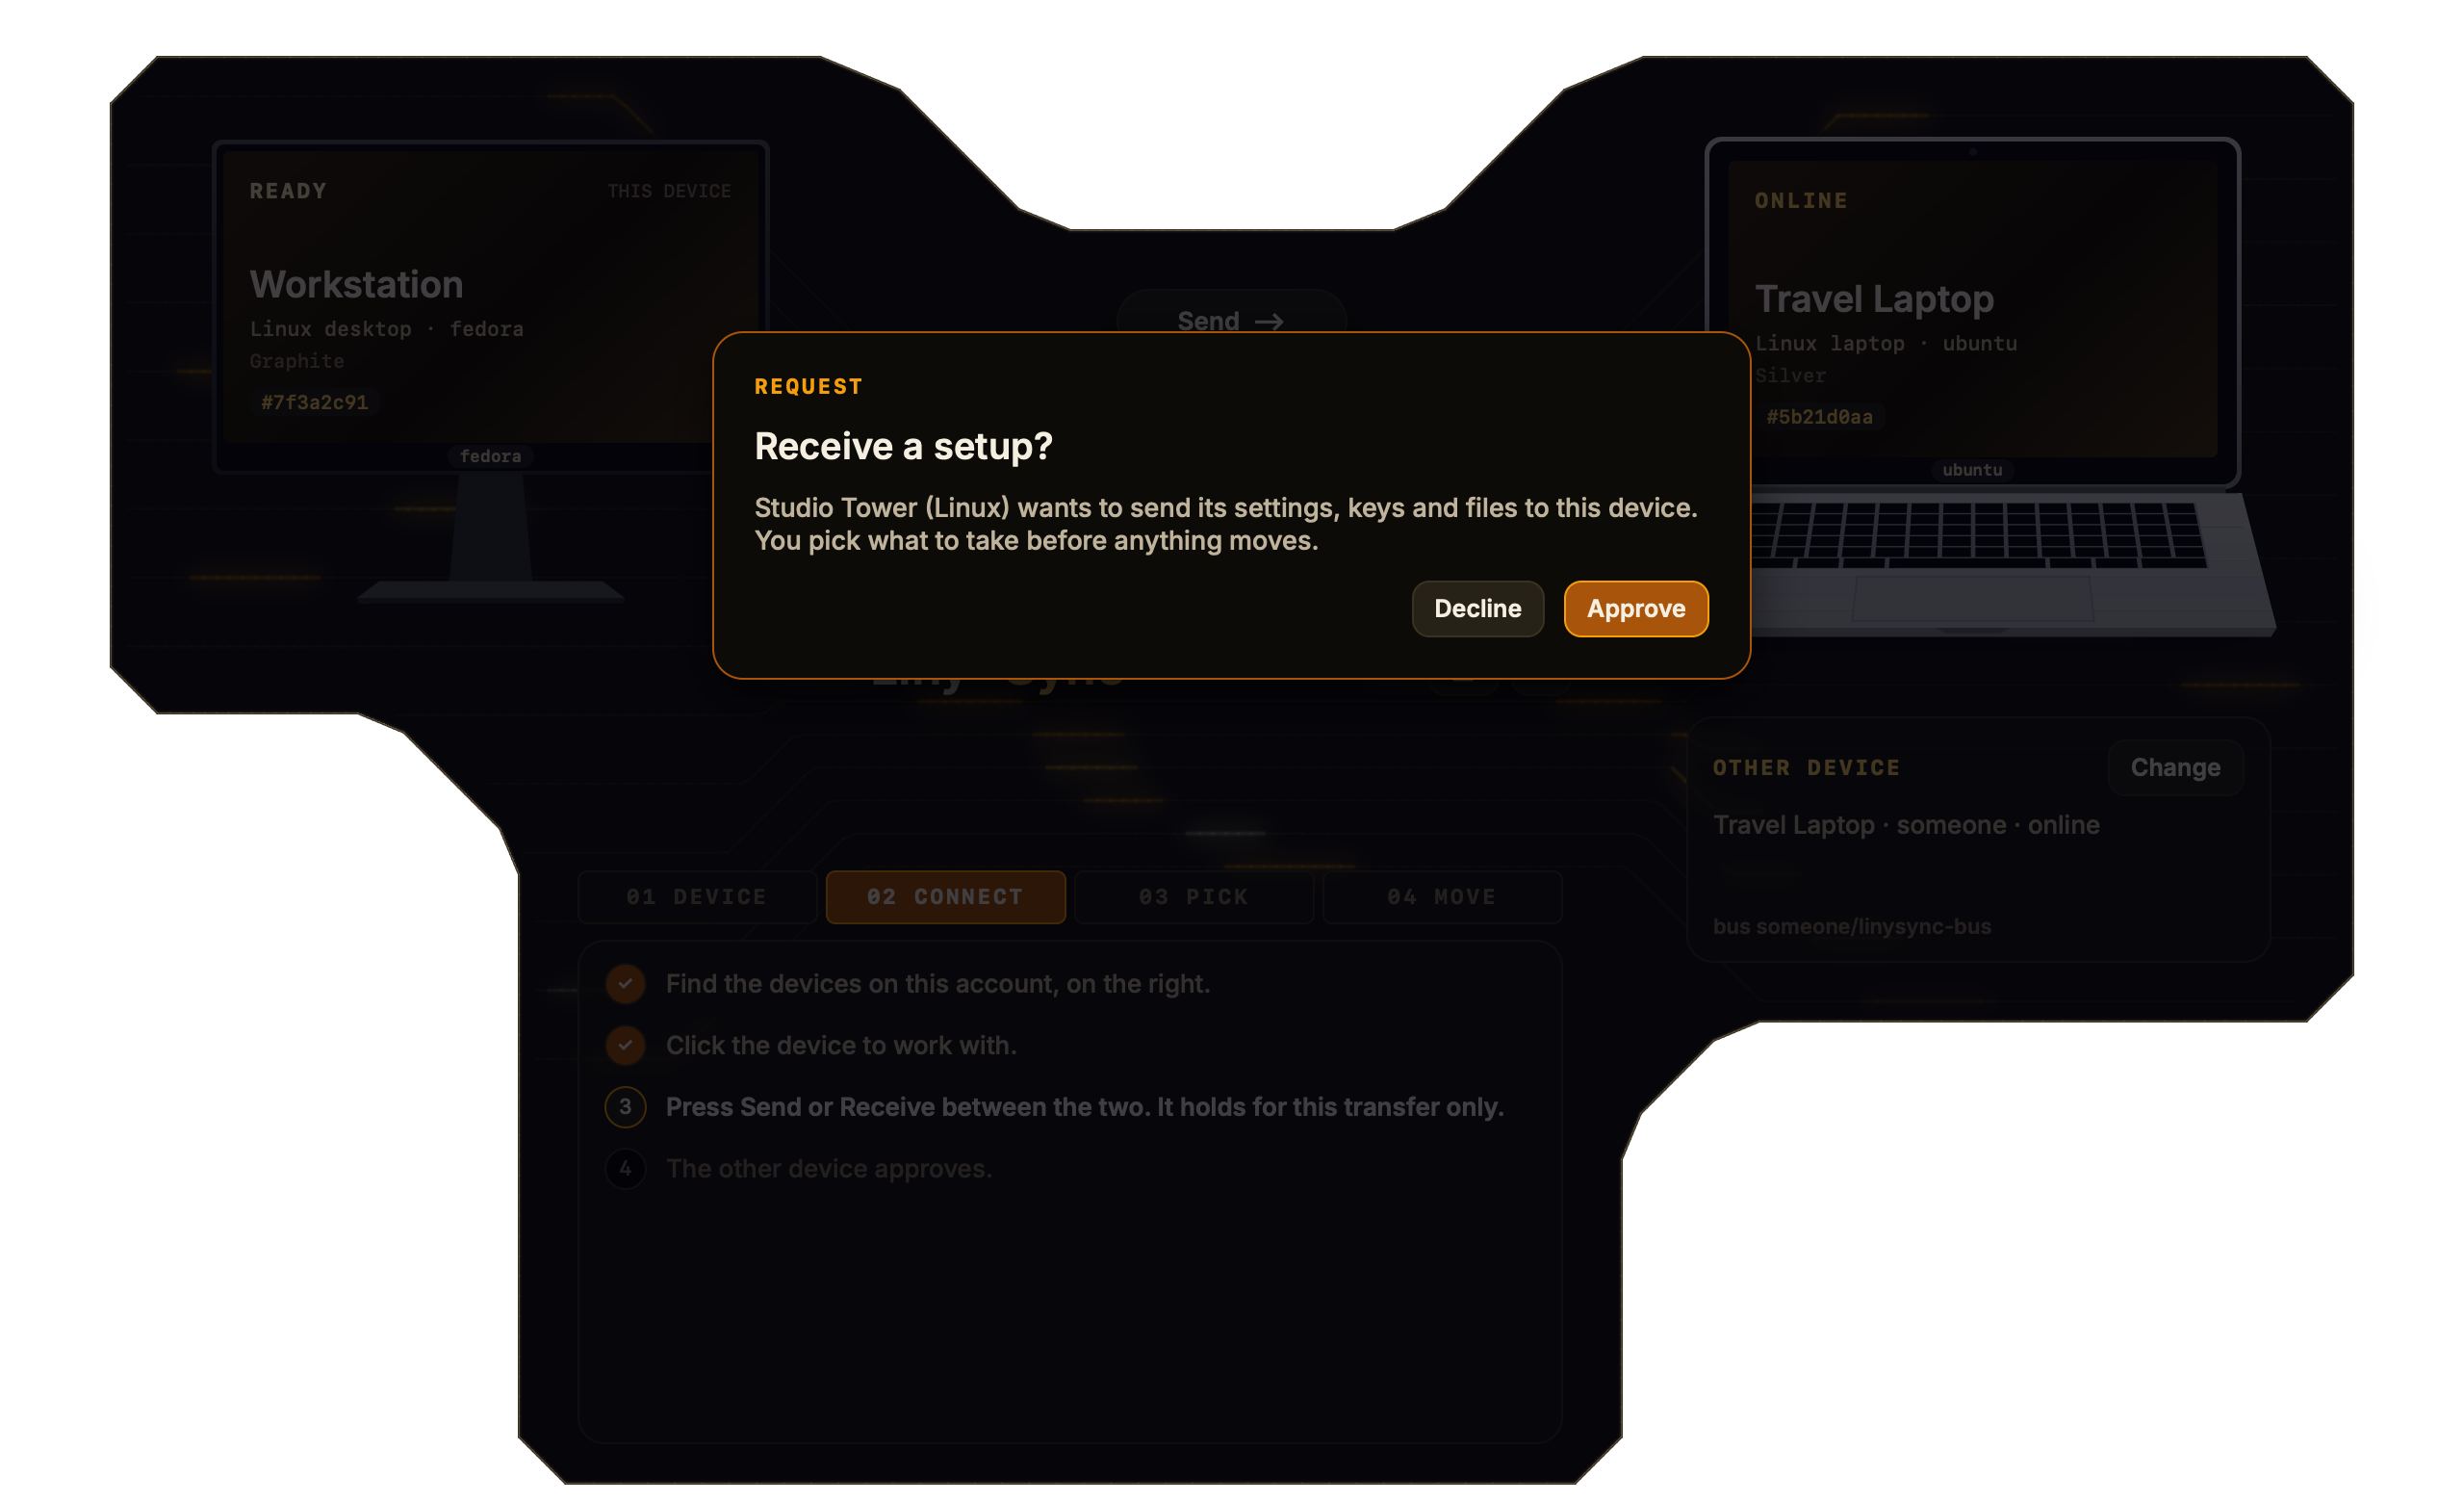 READY
THIS DEVICE
Workstation
Linux desktop · fedora
Graphite
#7f3a2c91
fedora
Send →
ONLINE
Travel Laptop
Linux laptop · ubuntu
Silver
#5b21d0aa
ubuntu
REQUEST
Receive a setup?
Studio Tower (Linux) wants to send its settings, keys and files to this device.
You pick what to take before anything moves.
Decline
Approve
OTHER DEVICE
Change
Travel Laptop · someone · online
bus someone/linysync-bus
01 DEVICE
02 CONNECT
03 PICK
04 MOVE
Find the devices on this account, on the right.
Click the device to work with.
3 Press Send or Receive between the two. It holds for this transfer only.
4 The other device approves.